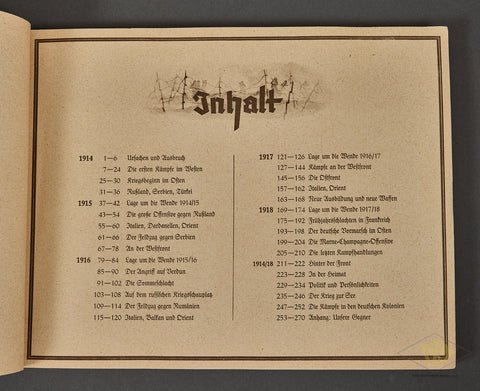 Inhalt
1914 1—6 Ursachen und Ausbruch
7—24 Die ersten Kämpfe im Westen
25—30 Kriegsbeginn im Osten
31—36 Rußland, Serbien, Türkei
1915 37—42 Lage um die Wende 1914/15
43—54 Die große Offensive gegen Rußland
55—60 Italien, Dardanellen, Orient
61—66 Der Feldzug gegen Serbien
67—78 An der Westfront
1916 79—84 Lage um die Wende 1915/16
85—90 Der Angriff auf Verdun
91—102 Die Sommeschlacht
103—108 Auf dem russischen Kriegsschauplatz
109—114 Der Feldzug gegen Rumänien
115—120 Italien, Balkan und Orient
1917 121—126 Lage um die Wende 1916/17
127—144 Kämpfe an der Westfront
145—156 Die Ostfront
157—162 Italien, Orient
163—168 Neue Ausbildung und neue Waffen
1918 169—174 Lage um die Wende 1917/18
175—192 Frühjahrsschlachten in Frankreich
193—198 Der deutsche Vormarsch im Osten
199—204 Die Marne-Champagne-Offensive
205—210 Die letzten Kampfhandlungen
1914/18 211—222 Hinter der Front
223—228 In der Heimat
229—234 Politik und Persönlichkeiten
235—246 Der Krieg zur See
247—252 Die Kämpfe in den deutschen Kolonien
253—270 Anhang: Unsere Gegner